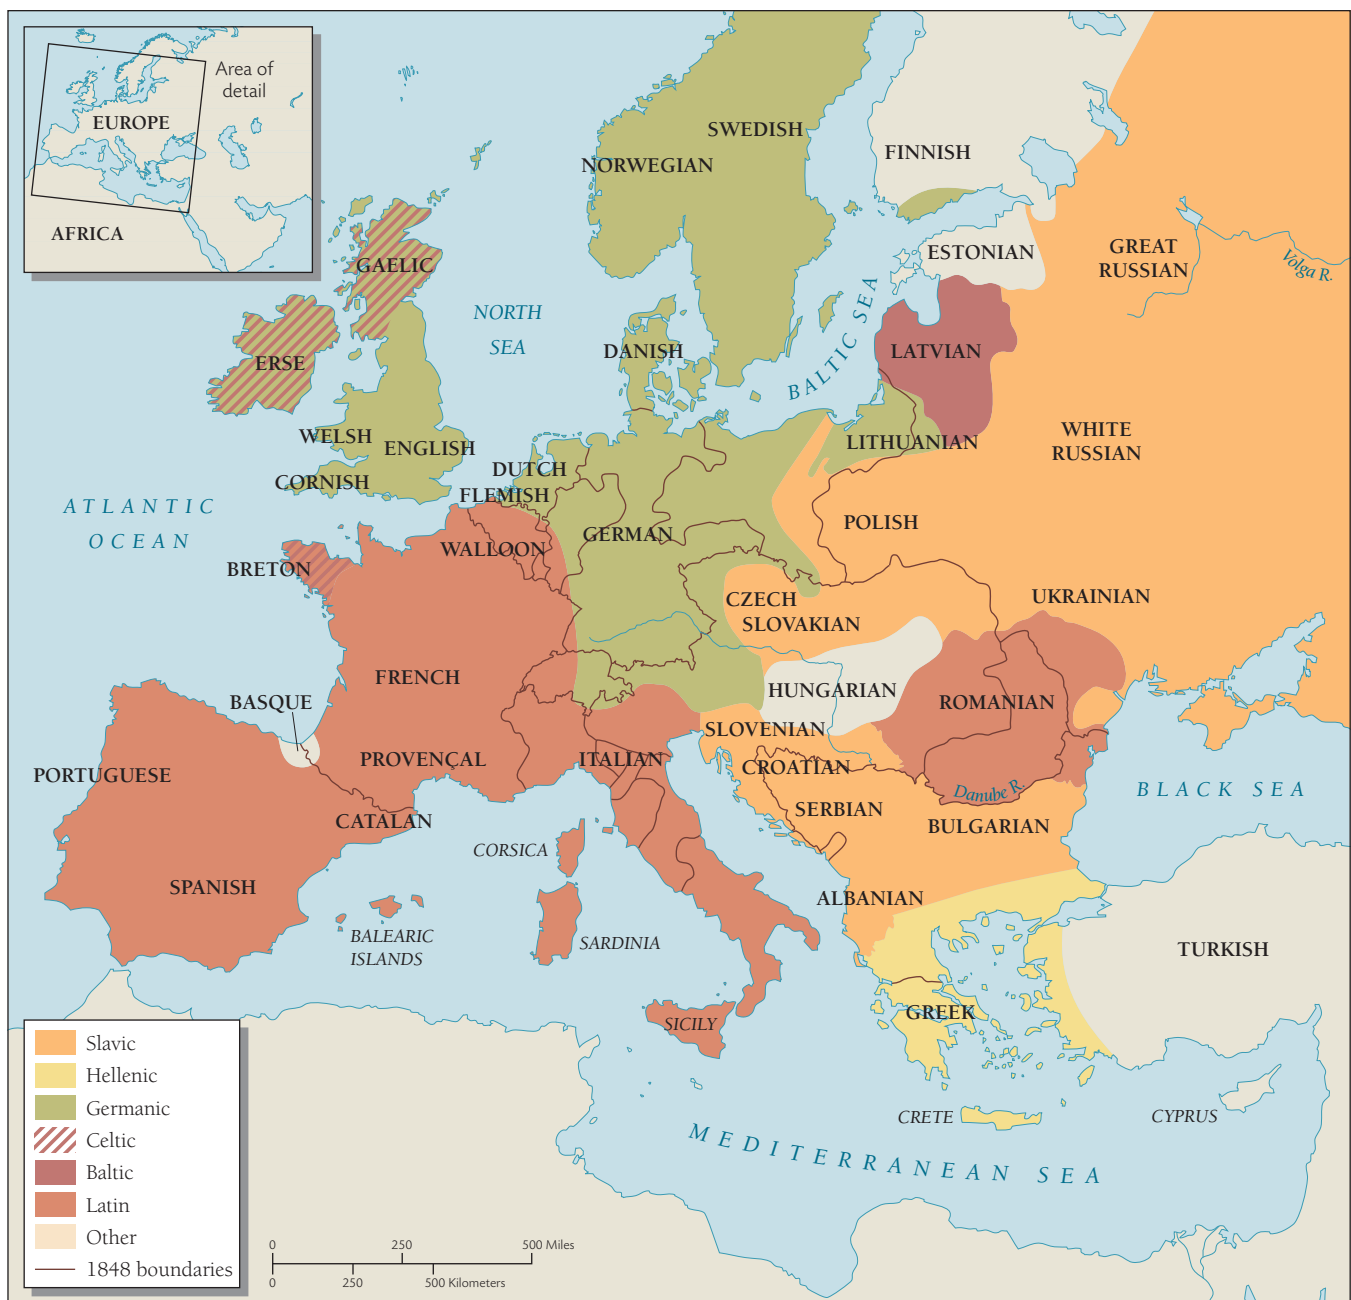 Area of
detail
EUROPE
AFRICA
SWEDISH
NORWEGIAN
FINNISH
ESTONIAN
GREAT
RUSSIAN
Volga R.
GAELIC
NORTH
SEA
ERSE
DANISH
BALTIC SEA
LATVIAN
WELSH
ENGLISH
LITHUANIAN
WHITE
RUSSIAN
CORNISH
DUTCH
FLEMISH
ATLANTIC
OCEAN
GERMAN
POLISH
WALLOON
BRETON
CZECH
SLOVAKIAN
UKRAINIAN
FRENCH
BASQUE
HUNGARIAN
ROMANIAN
SLOVENIAN
PORTUGUESE
PROVENÇAL
ITALIAN
CROATIAN
Danube R.
BLACK SEA
SERBIAN
CATALAN
BULGARIAN
CORSICA
SPANISH
ALBANIAN
BALEARIC
ISLANDS
SARDINIA
TURKISH
SICILY
GREEK
CRETE
CYPRUS
MEDITERRANEAN SEA
Slavic
Hellenic
Germanic
Celtic
Baltic
Latin
Other
1848 boundaries
0 250 500 Miles
0 250 500 Kilometers